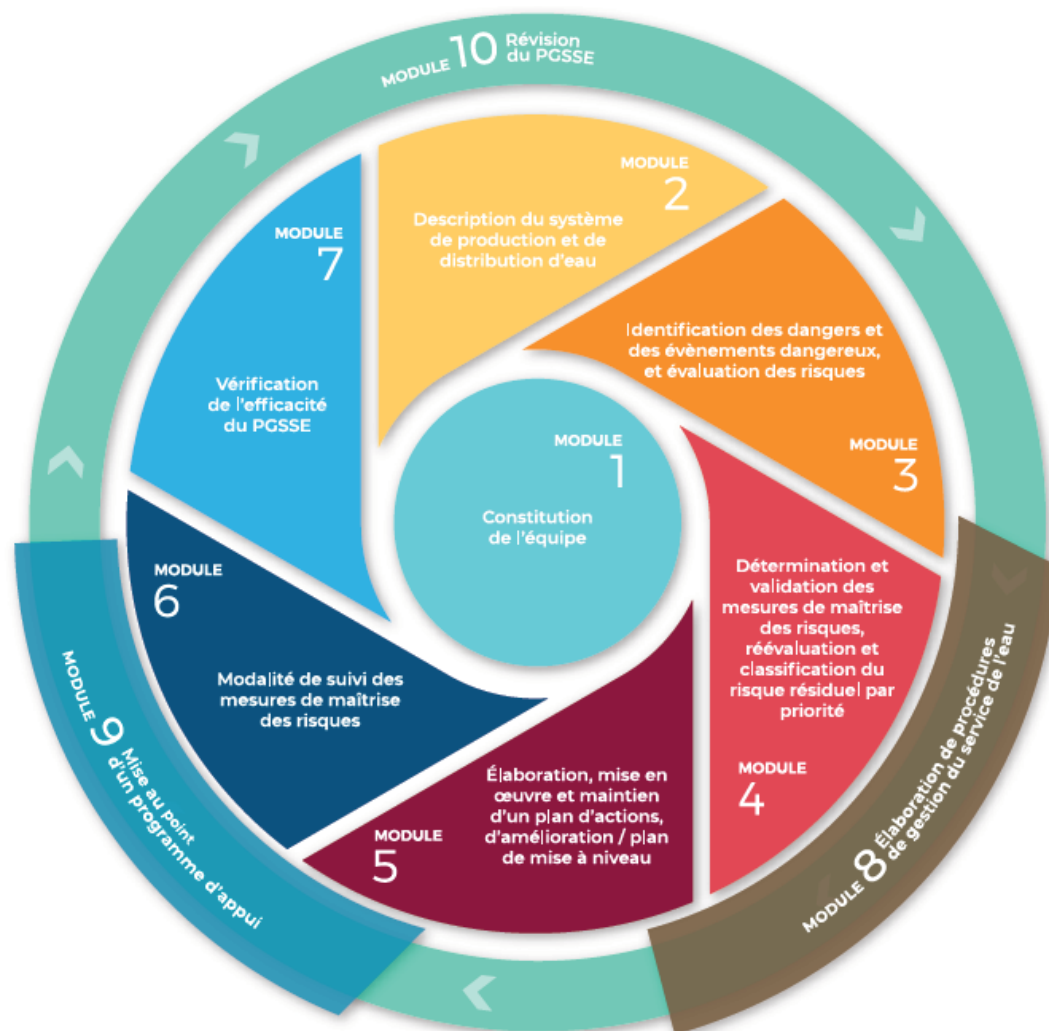 MODULE 10 Révision
du PGSSE
MODULE
1
Constitution
de l'équipe
MODULE
2
Description du système
de production et de
distribution d'eau
Identification des dangers et
des évènements dangereux,
et évaluation des risques
MODULE
3
Détermination et
validation des
mesures de maîtrise
des risques,
réévaluation et
classification du
risque résiduel par
priorité
MODULE
4
Élaboration, mise en
œuvre et maintien
d'un plan d'actions,
d'amélioration / plan
de mise à niveau
MODULE
5
MODULE
6
Modalité de suivi des
mesures de maîtrise
des risques
MODULE
7
Vérification
de l'efficacité
du PGSSE
MODULE 8 Élaboration de procédures
de gestion du service de l'eau
MODULE 9 Mise au point
d'un programme d'appui